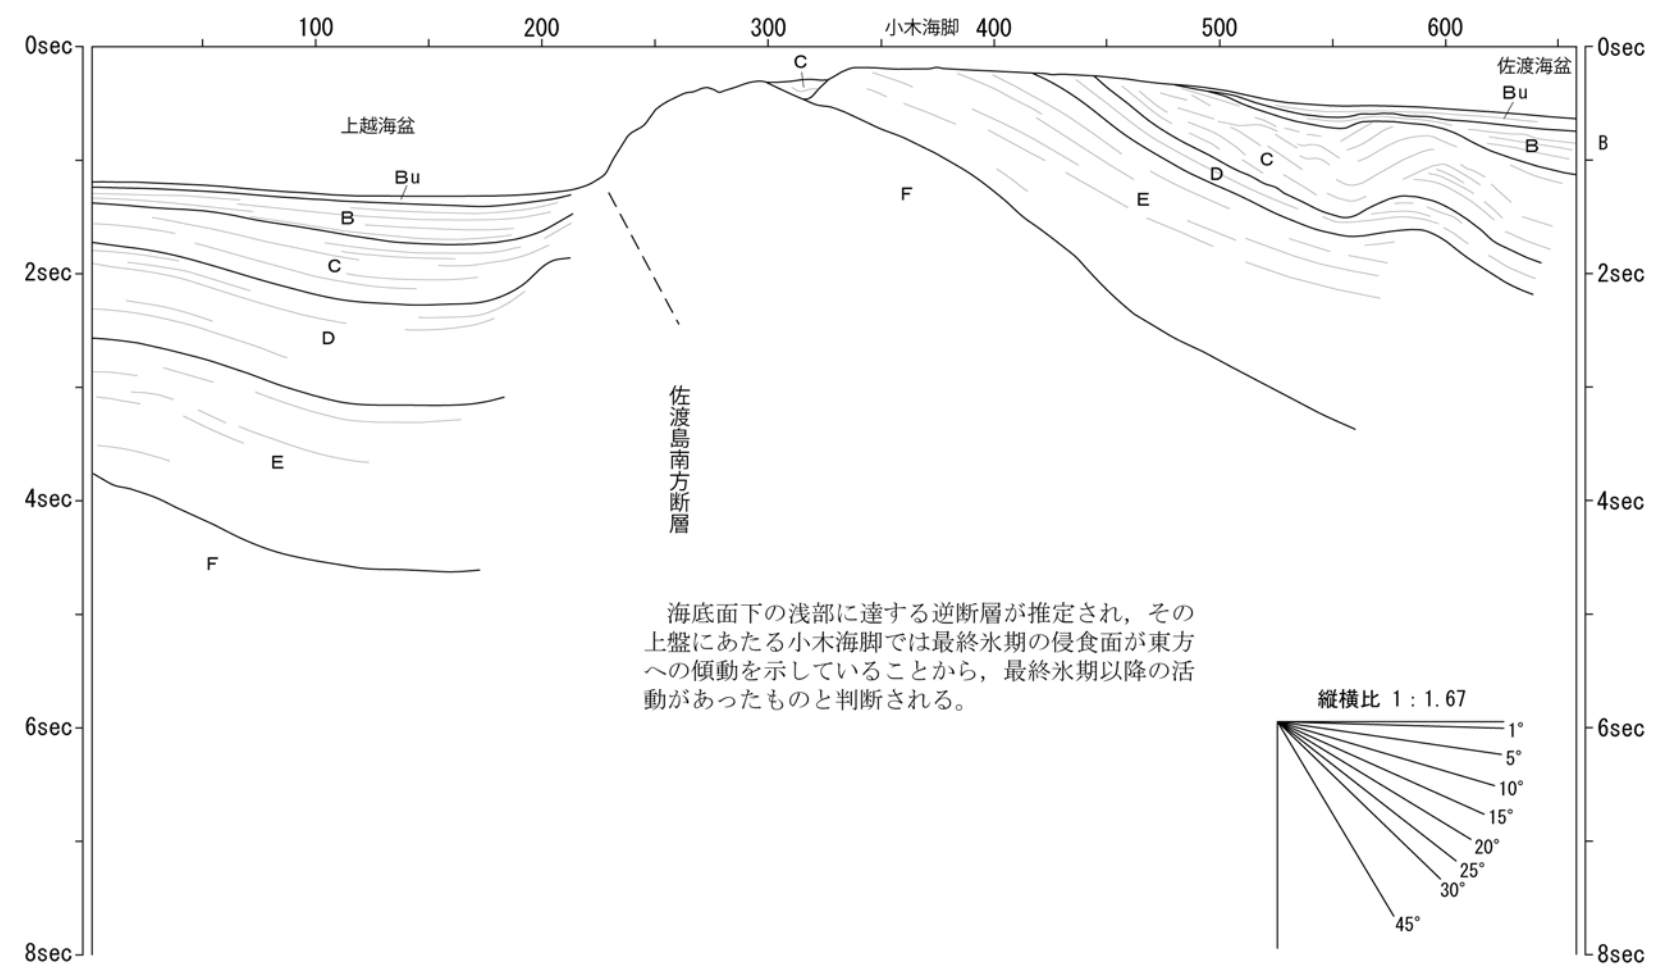 100 200 300 小木海脚 400 500 600
0sec 0sec
C 佐渡海盆
Bu
上越海盆
B B
C
Bu D
F E
B
C
2sec 2sec
D
佐渡島南方断層
E
4sec 4sec
F
海底面下の浅部に達する逆断層が推定され，その
上盤にあたる小木海脚では最終氷期の侵食面が東方
への傾動を示していることから，最終氷期以降の活
動があったものと判断される。
縦横比 1：1.67
6sec 6sec
1°
5°
10°
15°
20°
25°
30°
45°
8sec 8sec